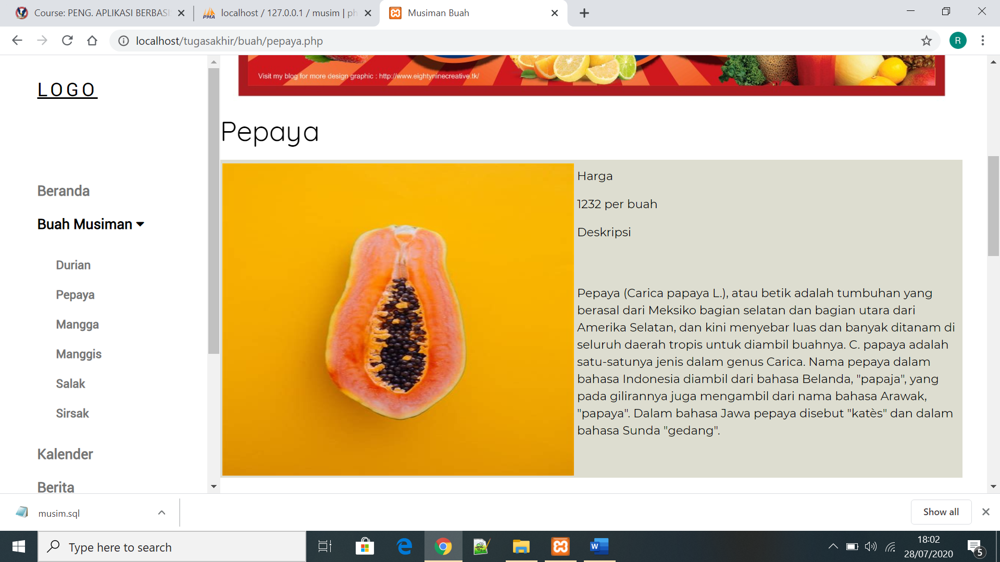 Course: PENG. APLIKASI BERBASI
localhost / 127.0.0.1 / musim | ph
Musiman Buah
localhost/tugasakhir/buah/pepaya.php
R
Visit my blog for more design graphic : http://www.eightyninecreative.tk/
LOGO
Beranda
Buah Musiman
Durian
Pepaya
Mangga
Manggis
Salak
Sirsak
Kalender
Berita
Pepaya
Harga
1232 per buah
Deskripsi
Pepaya (Carica papaya L.), atau betik adalah tumbuhan yang
berasal dari Meksiko bagian selatan dan bagian utara dari
Amerika Selatan, dan kini menyebar luas dan banyak ditanam di
seluruh daerah tropis untuk diambil buahnya. C. papaya adalah
satu-satunya jenis dalam genus Carica. Nama pepaya dalam
bahasa Indonesia diambil dari bahasa Belanda, "papaja", yang
pada gilirannya juga mengambil dari nama bahasa Arawak,
"papaya". Dalam bahasa Jawa pepaya disebut "katès" dan dalam
bahasa Sunda "gedang".
musim.sql
Show all
Type here to search
18:02
28/07/2020
5